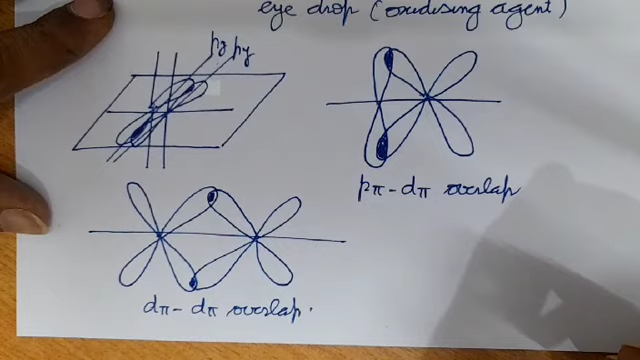 eye drop (oxidising agent)
pz py
pπ - dπ overlap
dπ - dπ overlap.